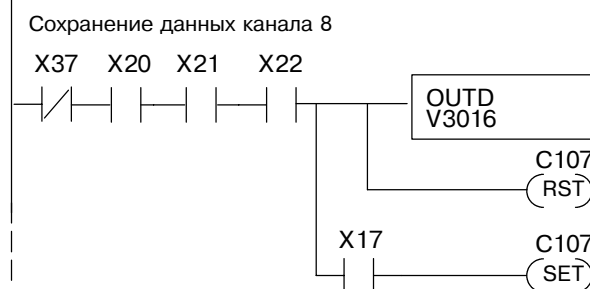 Сохранение данных канала 8
X37 X20 X21 X22
OUTD
V3016
C107
RST
X17 C107
SET